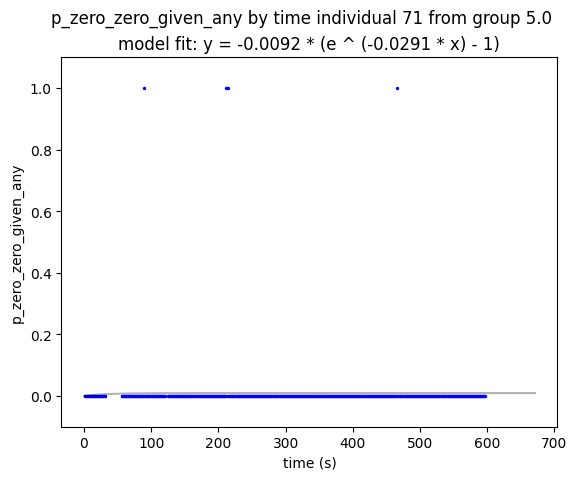 p_zero_zero_given_any by time individual 71 from group 5.0
model fit: y = -0.0092 * (e ^ (-0.0291 * x) - 1)
1.0
0.8
0.6
0.4
0.2
0.0
p_zero_zero_given_any
0 100 200 300 400 500 600 700
time (s)